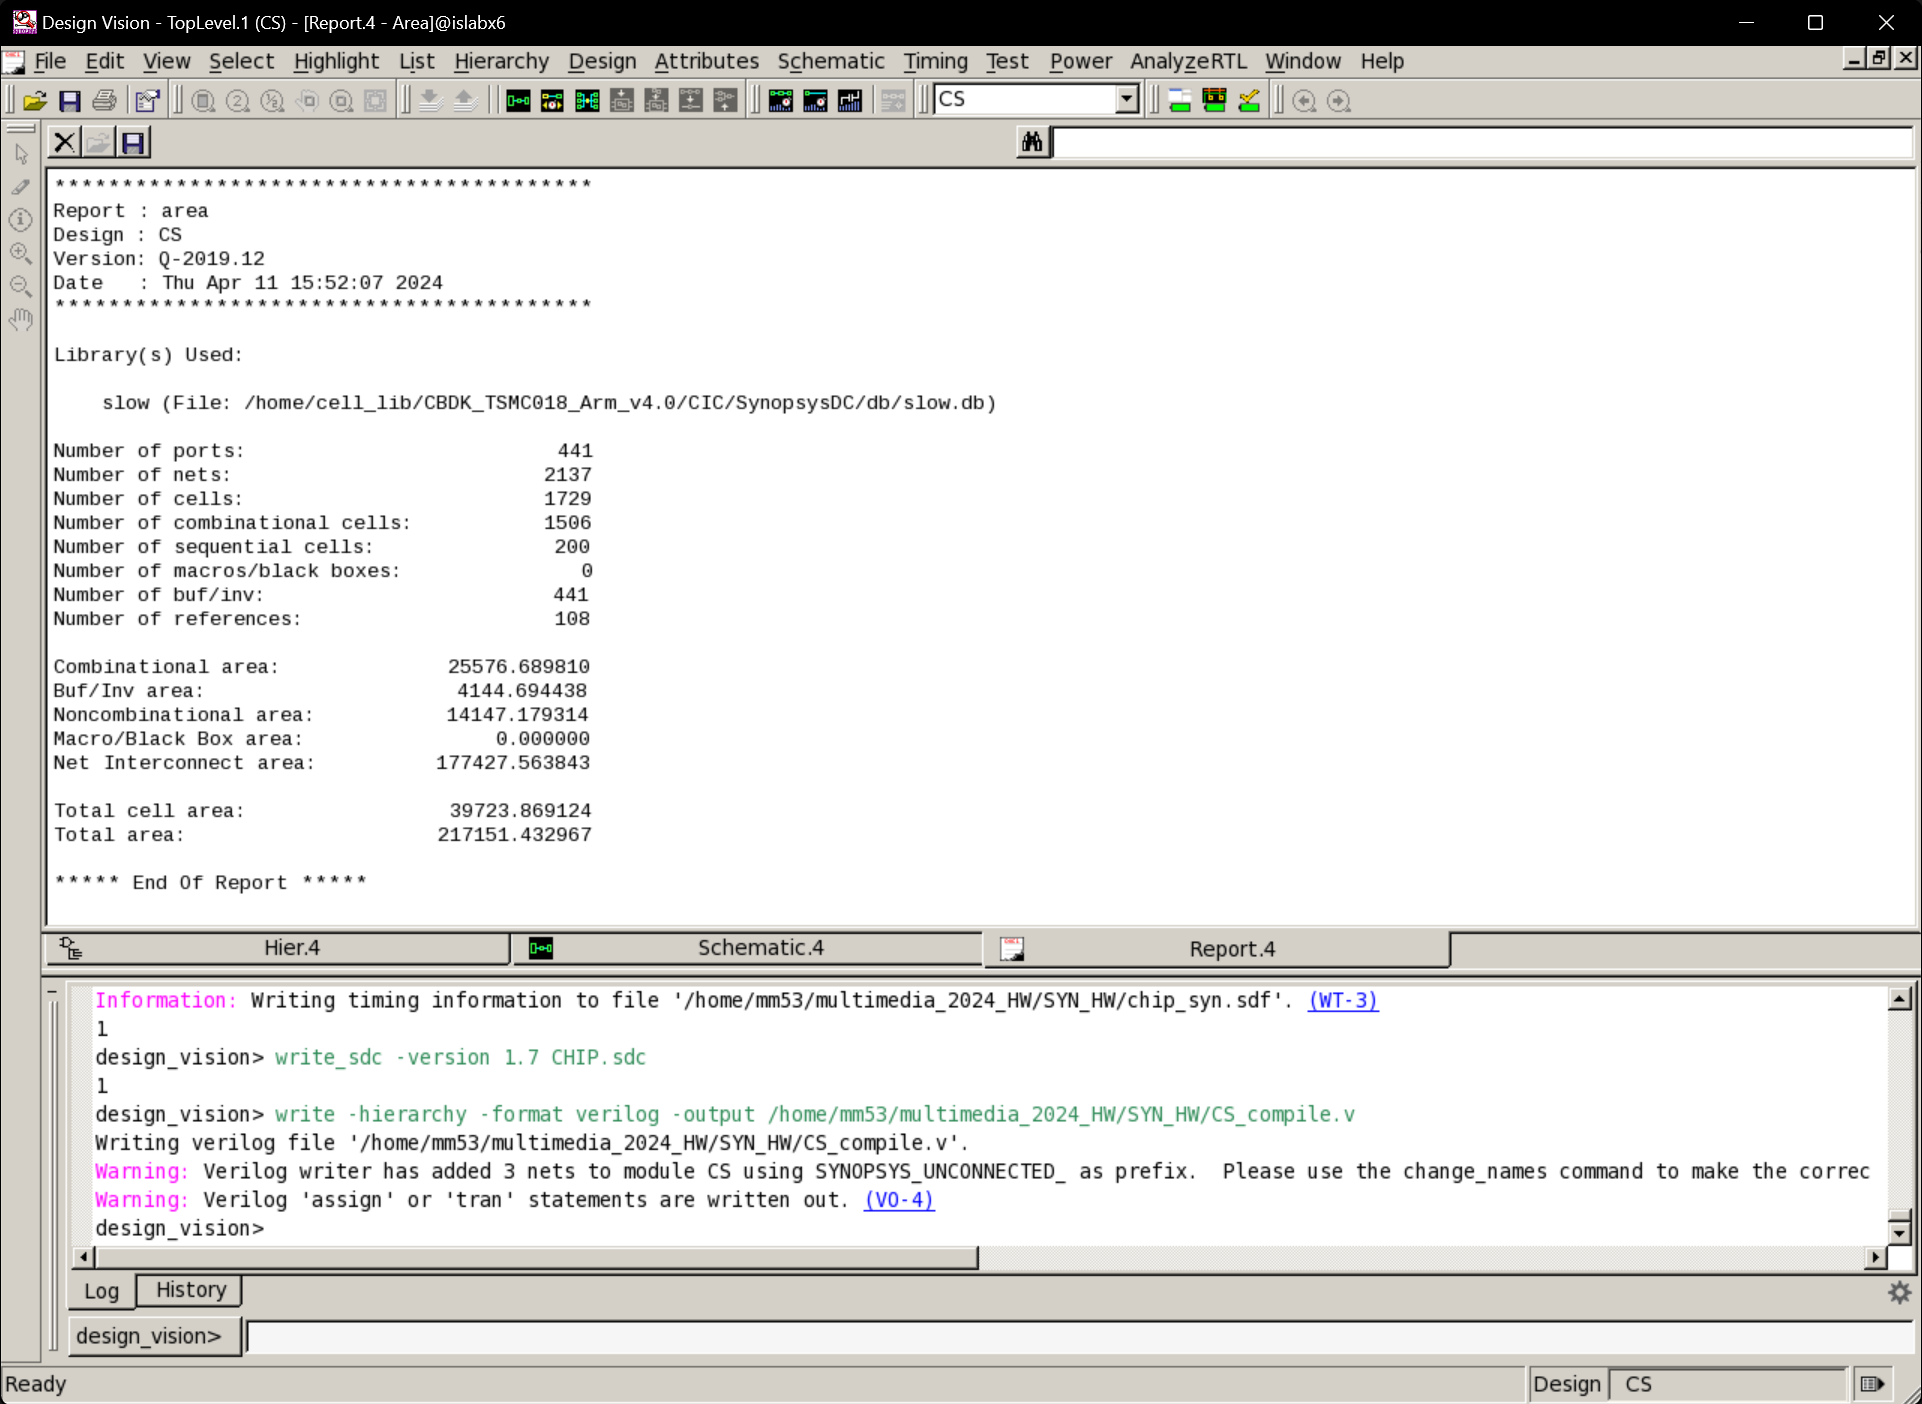 Design Vision - TopLevel.1 (CS) - [Report.4 - Area]@islabx6
File Edit View Select Highlight List Hierarchy Design Attributes Schematic Timing Test Power AnalyzeRTL Window Help
CS
****************************************
Report : area
Design : CS
Version: Q-2019.12
Date   : Thu Apr 11 15:52:07 2024
****************************************
Library(s) Used:
slow (File: /home/cell_lib/CBDK_TSMC018_Arm_v4.0/CIC/SynopsysDC/db/slow.db)
Number of ports: 441
Number of nets: 2137
Number of cells: 1729
Number of combinational cells: 1506
Number of sequential cells: 200
Number of macros/black boxes: 0
Number of buf/inv: 441
Number of references: 108
Combinational area: 25576.689810
Buf/Inv area: 4144.694438
Noncombinational area: 14147.179314
Macro/Black Box area: 0.000000
Net Interconnect area: 177427.563843
Total cell area: 39723.869124
Total area: 217151.432967
***** End Of Report *****
Hier.4 Schematic.4 Report.4
Information: Writing timing information to file '/home/mm53/multimedia_2024_HW/SYN_HW/chip_syn.sdf'. (WT-3)
1
design_vision> write_sdc -version 1.7 CHIP.sdc
1
design_vision> write -hierarchy -format verilog -output /home/mm53/multimedia_2024_HW/SYN_HW/CS_compile.v
Writing verilog file '/home/mm53/multimedia_2024_HW/SYN_HW/CS_compile.v'.
Warning: Verilog writer has added 3 nets to module CS using SYNOPSYS_UNCONNECTED_ as prefix.  Please use the change_names command to make the correc
Warning: Verilog 'assign' or 'tran' statements are written out. (VO-4)
design_vision>
Log History
design_vision>
Ready Design CS